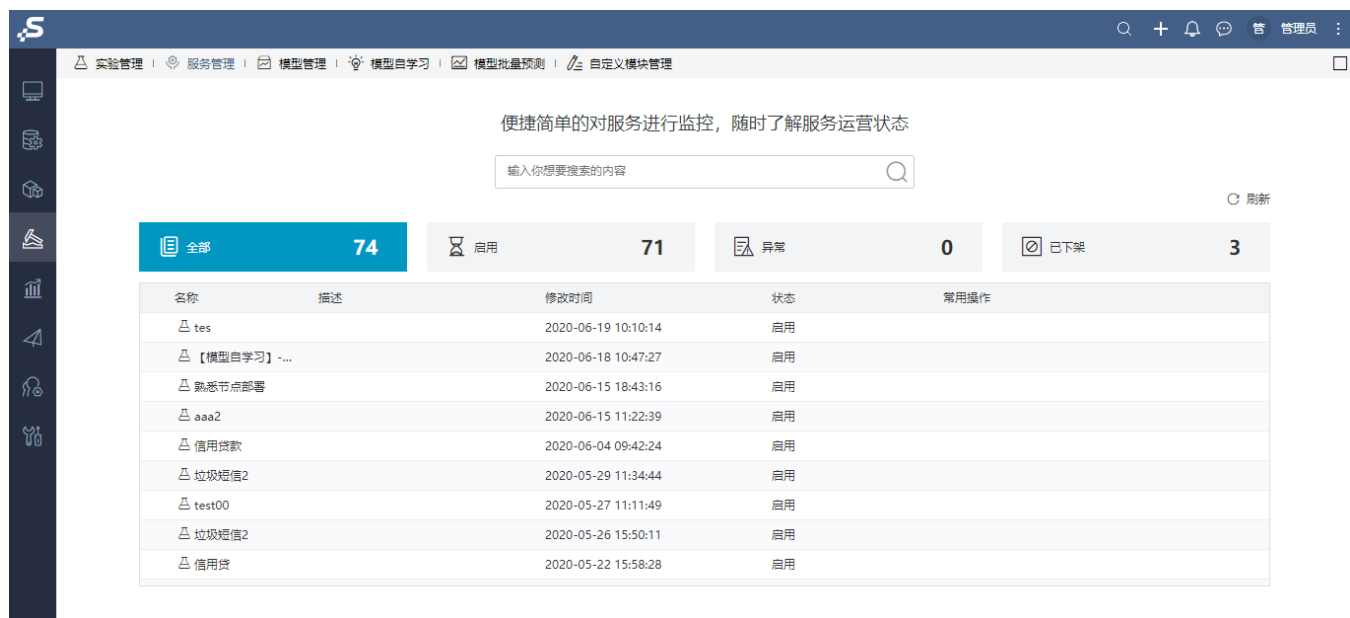 S
管 管理员
实验管理 服务管理 模型管理 模型自学习 模型批量预测 自定义模块管理
便捷简单的对服务进行监控，随时了解服务运营状态
输入你想要搜索的内容
刷新
全部 74 启用 71 异常 0 已下架 3
名称 描述 修改时间 状态 常用操作
tes 2020-06-19 10:10:14 启用
【模型自学习】-... 2020-06-18 10:47:27 启用
熟悉节点部署 2020-06-15 18:43:16 启用
aaa2 2020-06-15 11:22:39 启用
信用贷款 2020-06-04 09:42:24 启用
垃圾短信2 2020-05-29 11:34:44 启用
test00 2020-05-27 11:11:49 启用
垃圾短信2 2020-05-26 15:50:11 启用
信用贷 2020-05-22 15:58:28 启用